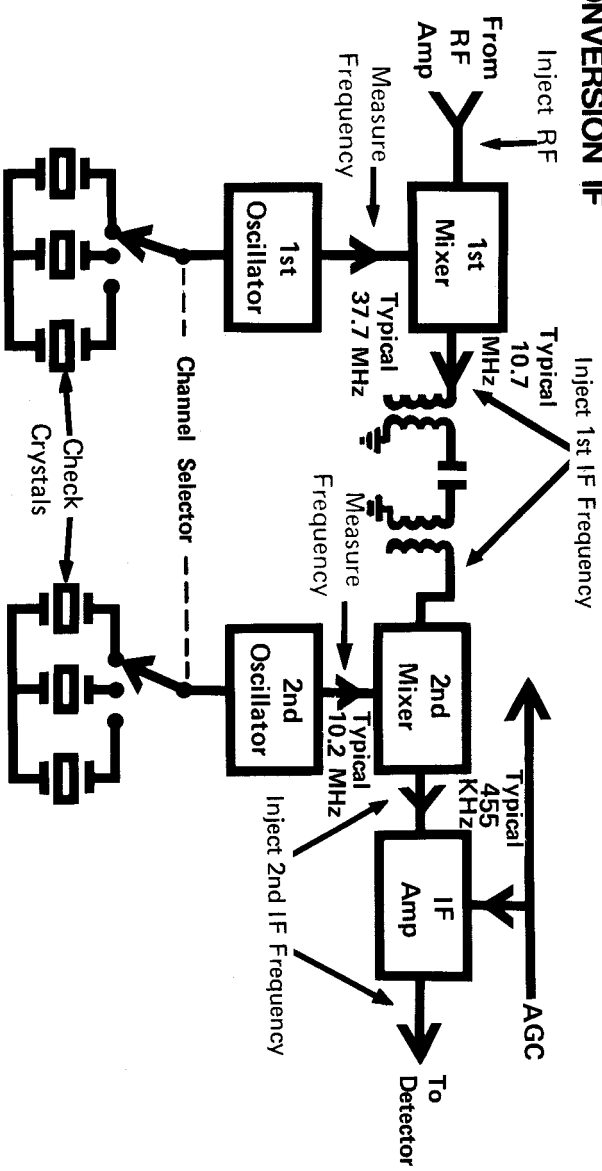 ONVERSION IF
Inject RF
From
RF
Amp
Measure
Frequency
1st
Mixer
Typical
10.7
MHz
Inject 1st IF Frequency
1st
Oscillator
Typical
37.7 MHz
Channel Selector
Check
Crystals
Measure
Frequency
2nd
Mixer
2nd
Oscillator
Typical
10.2 MHz
Typical
455
KHz
Inject 2nd IF Frequency
IF
Amp
AGC
To
Detector